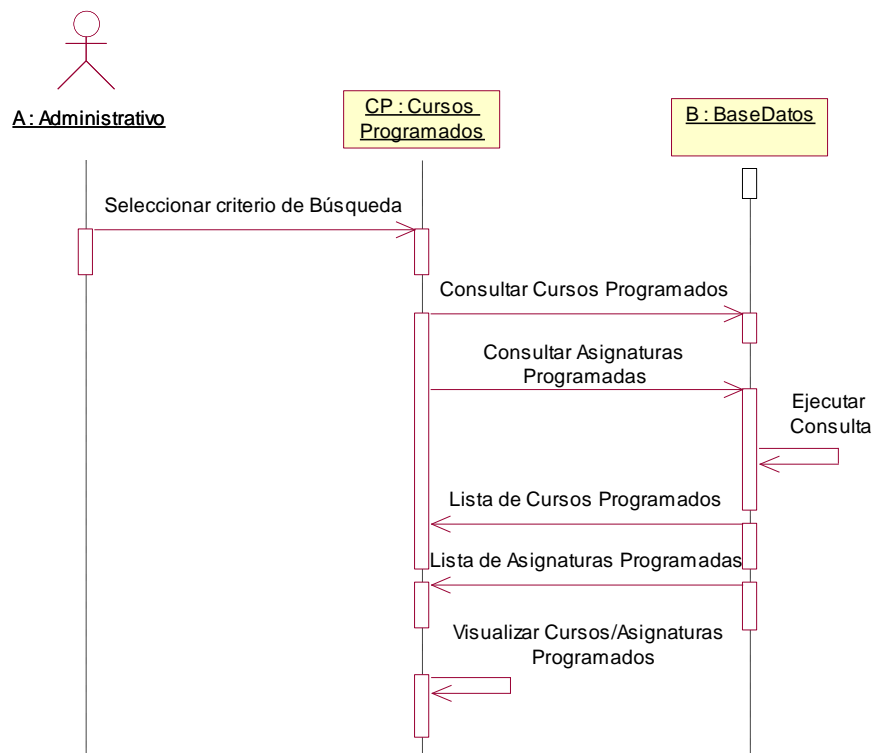 A : Administrativo
CP : Cursos
Programados
B : BaseDatos
Seleccionar criterio de Búsqueda
Consultar Cursos Programados
Consultar Asignaturas
Programadas
Ejecutar
Consulta
Lista de Cursos Programados
Lista de Asignaturas Programadas
Visualizar Cursos/Asignaturas
Programados